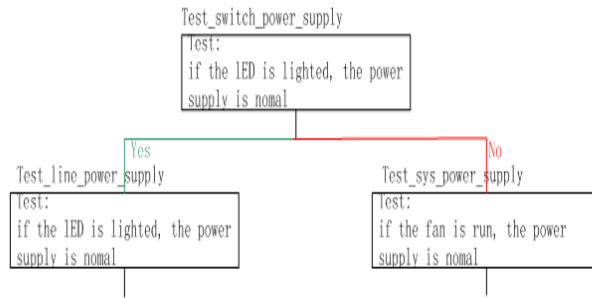 Test_switch_power_supply
Test:
if the lED is lighted, the power
supply is nomal
Yes
No
Test_line_power_supply
Test:
if the lED is lighted, the power
supply is nomal
Test_sys_power_supply
Test:
if the fan is run, the power
supply is nomal